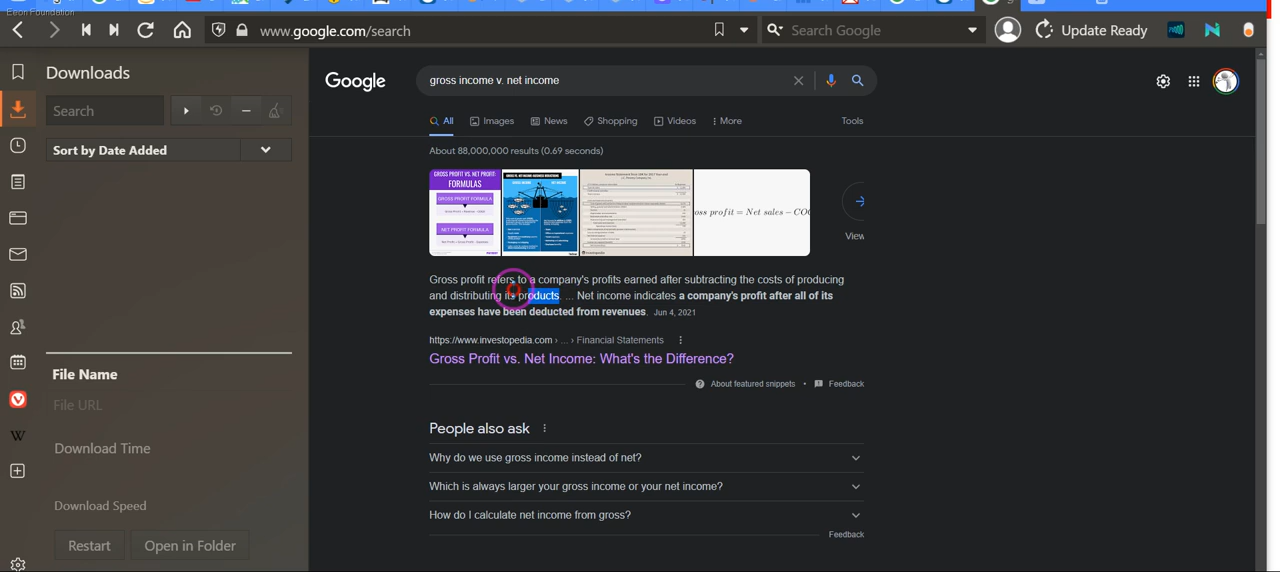 Eeon Foundation
www.google.com/search
Search Google
Update Ready
Downloads
Search
Sort by Date Added
File Name
File URL
Download Time
Download Speed
Restart
Open in Folder
Google
gross income v. net income
All
Images
News
Shopping
Videos
More
Tools
About 88,000,000 results (0.69 seconds)
GROSS PROFIT VS. NET PROFIT:
FORMULAS
GROSS PROFIT FORMULA
NET PROFIT FORMULA
oss profit = Net sales − COG
View
Gross profit refers to a company's profits earned after subtracting the costs of producing
and distributing its products. ... Net income indicates a company's profit after all of its
expenses have been deducted from revenues. Jun 4, 2021
https://www.investopedia.com › ... › Financial Statements
Gross Profit vs. Net Income: What's the Difference?
About featured snippets • Feedback
People also ask
Why do we use gross income instead of net?
Which is always larger your gross income or your net income?
How do I calculate net income from gross?
Feedback